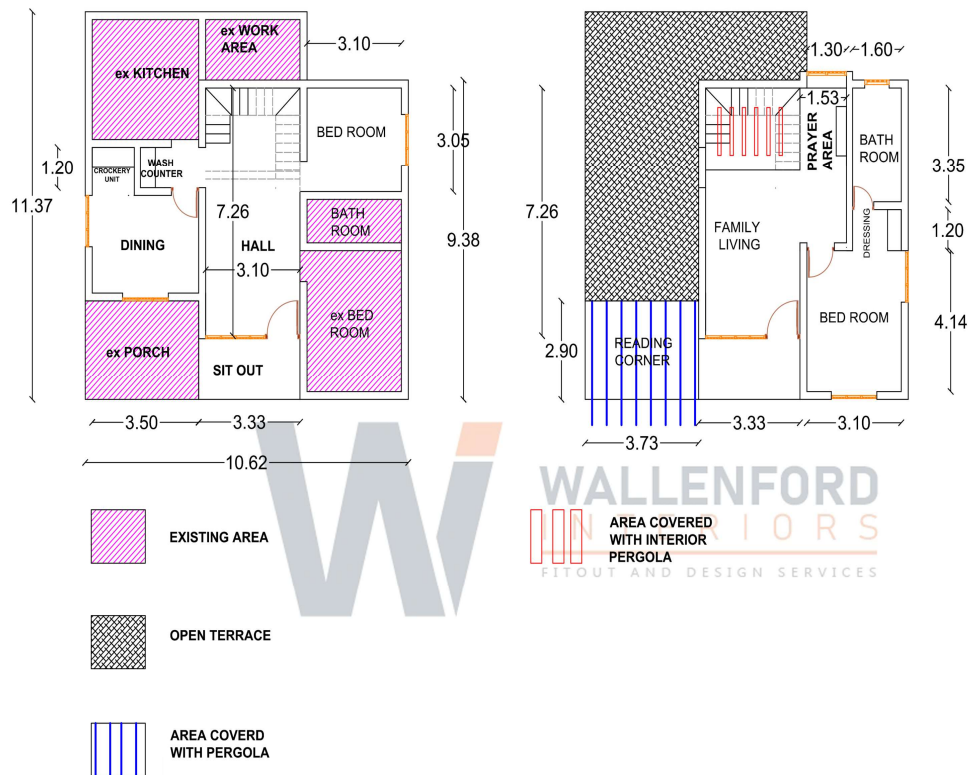 ex WORK
AREA
3.10
ex KITCHEN
BED ROOM
3.05
WASH
COUNTER
CROCKERY
UNIT
1.20
11.37
7.26
BATH
ROOM
9.38
DINING
HALL
3.10
ex BED
ROOM
ex PORCH
SIT OUT
3.50
3.33
10.62
1.30
1.60
1.53
PRAYER
AREA
BATH
ROOM
3.35
7.26
FAMILY
LIVING
DRESSING
1.20
BED ROOM
4.14
2.90
READING
CORNER
3.73
3.33
3.10
WALLENFORD
INTERIORS
FITOUT AND DESIGN SERVICES
EXISTING AREA
AREA COVERED
WITH INTERIOR
PERGOLA
OPEN TERRACE
AREA COVERD
WITH PERGOLA